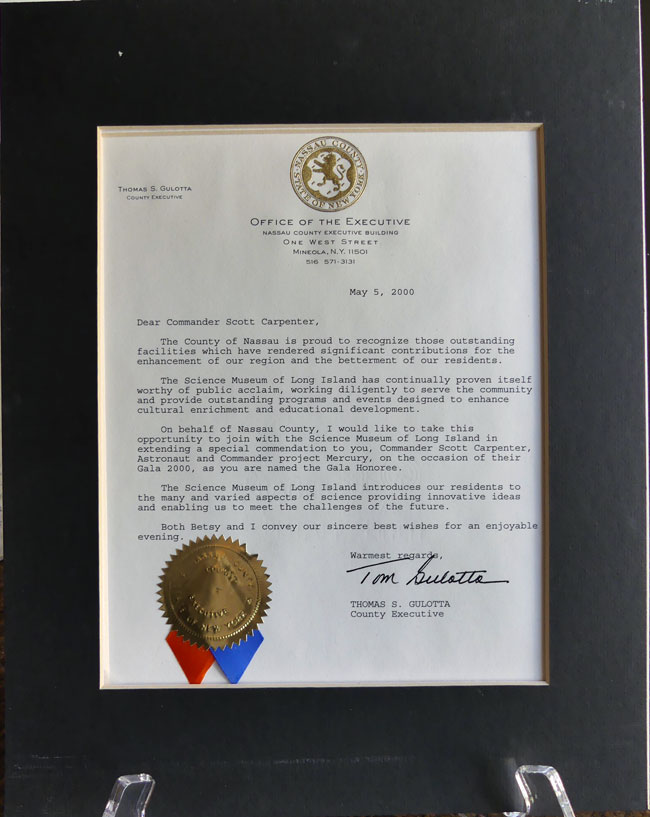 NASSAU COUNTY
STATE OF NEW YORK
THOMAS S. GULOTTA
COUNTY EXECUTIVE
OFFICE OF THE EXECUTIVE
NASSAU COUNTY EXECUTIVE BUILDING
ONE WEST STREET
MINEOLA, N.Y. 11501
516 571-3131
May 5, 2000
Dear Commander Scott Carpenter,
The County of Nassau is proud to recognize those outstanding
facilities which have rendered significant contributions for the
enhancement of our region and the betterment of our residents.
The Science Museum of Long Island has continually proven itself
worthy of public acclaim, working diligently to serve the community
and provide outstanding programs and events designed to enhance
cultural enrichment and educational development.
On behalf of Nassau County, I would like to take this
opportunity to join with the Science Museum of Long Island in
extending a special commendation to you, Commander Scott Carpenter,
Astronaut and Commander project Mercury, on the occasion of their
Gala 2000, as you are named the Gala Honoree.
The Science Museum of Long Island introduces our residents to
the many and varied aspects of science providing innovative ideas
and enabling us to meet the challenges of the future.
Both Betsy and I convey our sincere best wishes for an enjoyable
evening.
Warmest regards,
Tom Gulotta
THOMAS S. GULOTTA
County Executive
Executive